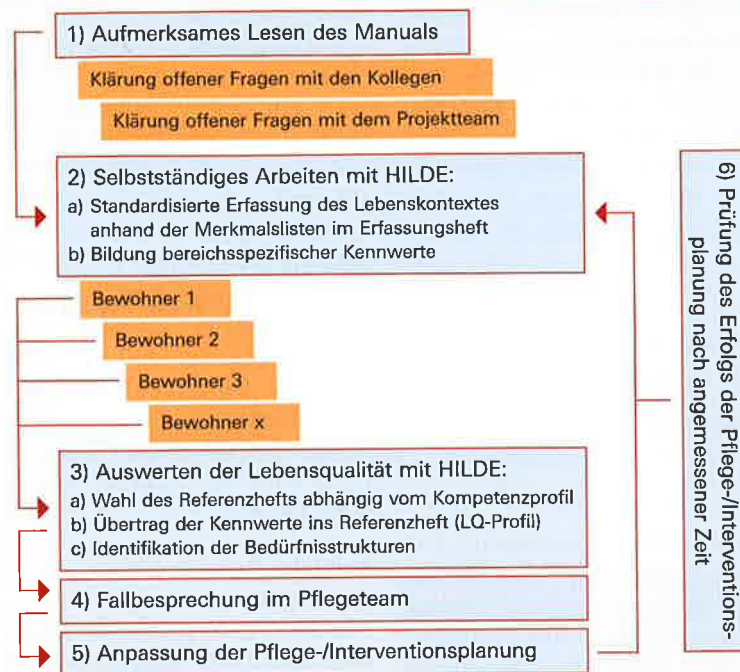 1) Aufmerksames Lesen des Manuals
Klärung offener Fragen mit den Kollegen
Klärung offener Fragen mit dem Projektteam
2) Selbstständiges Arbeiten mit HILDE:
a) Standardisierte Erfassung des Lebenskontextes
anhand der Merkmalslisten im Erfassungsheft
b) Bildung bereichsspezifischer Kennwerte
Bewohner 1
Bewohner 2
Bewohner 3
Bewohner x
3) Auswerten der Lebensqualität mit HILDE:
a) Wahl des Referenzhefts abhängig vom Kompetenzprofil
b) Übertrag der Kennwerte ins Referenzheft (LQ-Profil)
c) Identifikation der Bedürfnisstrukturen
4) Fallbesprechung im Pflegeteam
5) Anpassung der Pflege-/Interventionsplanung
6) Prüfung des Erfolgs der Pflege-/Interventions-
planung nach angemessener Zeit